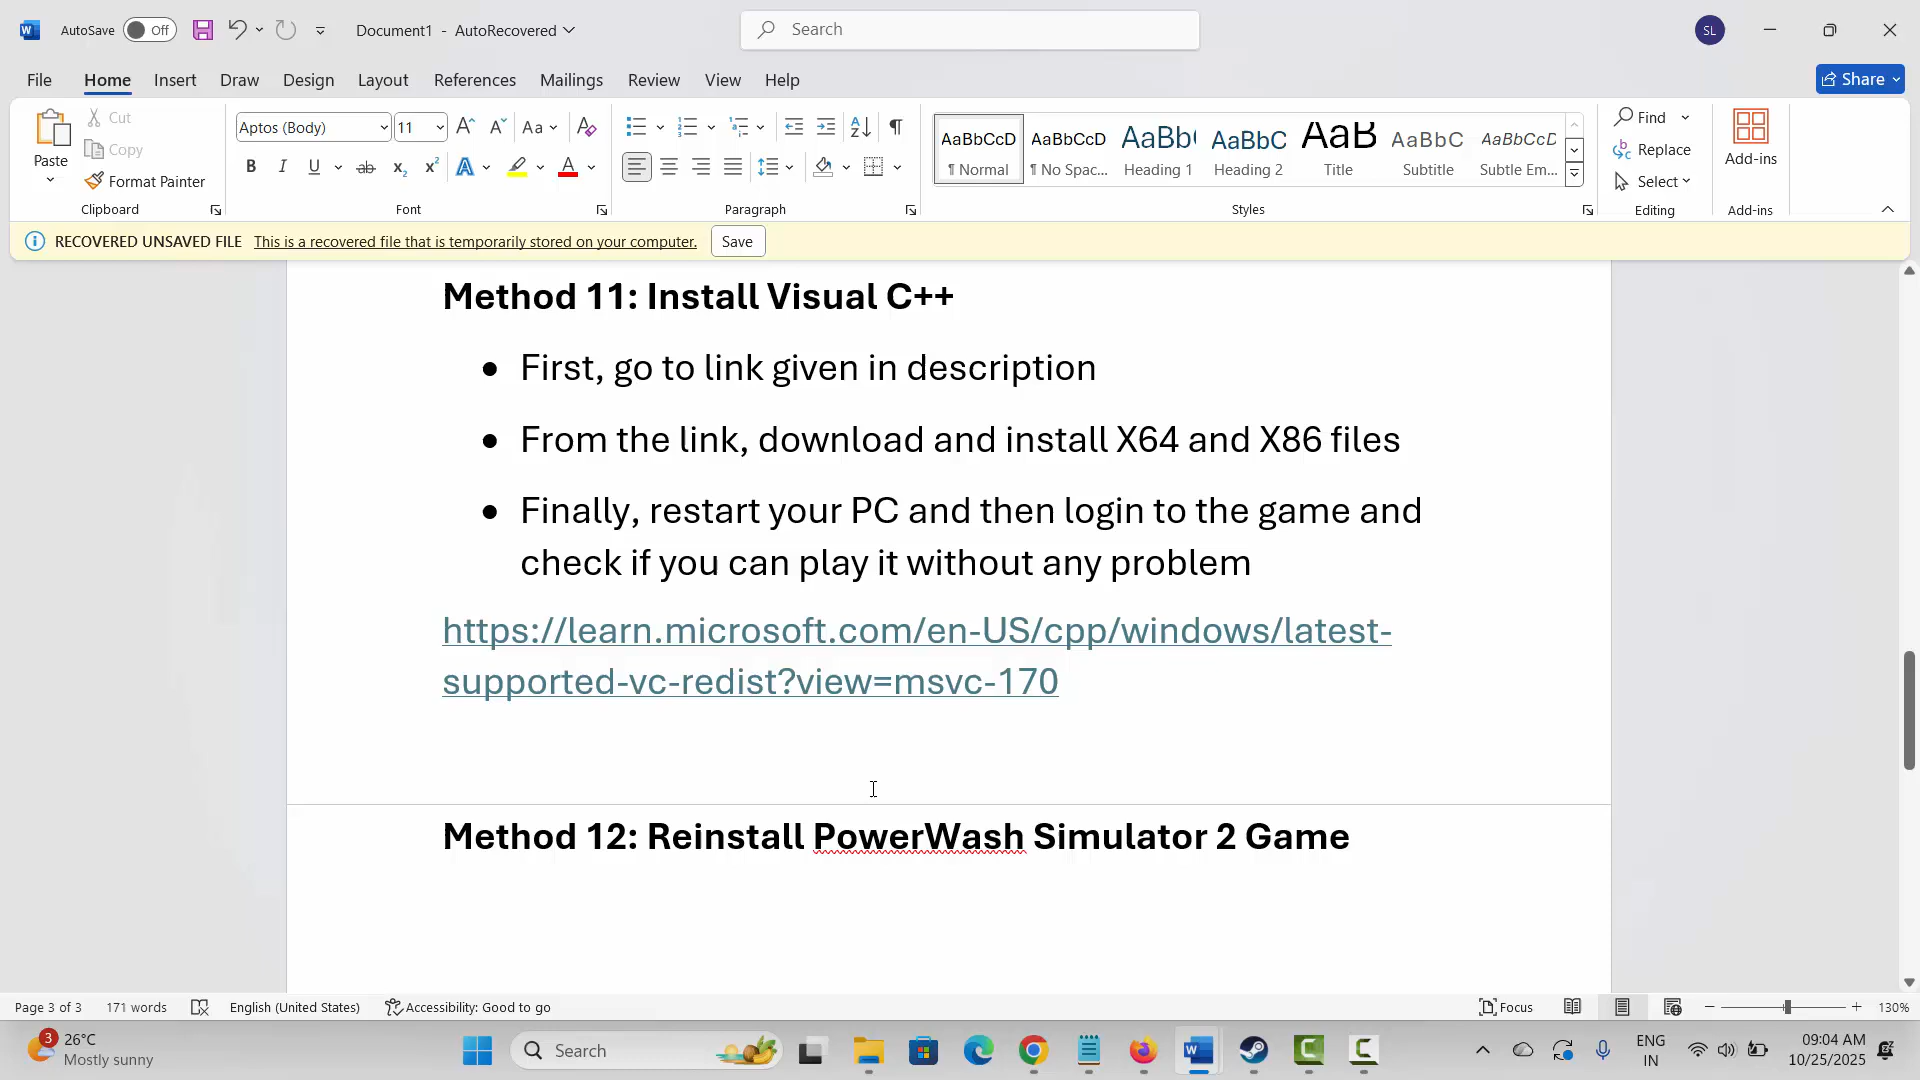 AutoSave Off Document1 - AutoRecovered Search SL
File Home Insert Draw Design Layout References Mailings Review View Help Share
Paste Cut Copy Format Painter Clipboard
Aptos (Body) 11 Aa Font
Paragraph
AaBbCcD ¶ Normal
AaBbCcD ¶ No Spac...
AaBb( Heading 1
AaBbC Heading 2
AaB Title
AaBbC Subtitle
AaBbCcD Subtle Em...
Styles
Find Replace Select Editing
Add-ins Add-ins
RECOVERED UNSAVED FILE This is a recovered file that is temporarily stored on your computer. Save
Method 11: Install Visual C++
• First, go to link given in description
• From the link, download and install X64 and X86 files
• Finally, restart your PC and then login to the game and
check if you can play it without any problem
https://learn.microsoft.com/en-US/cpp/windows/latest-
supported-vc-redist?view=msvc-170
Method 12: Reinstall PowerWash Simulator 2 Game
Page 3 of 3 171 words English (United States) Accessibility: Good to go Focus 130%
3 26°C
Mostly sunny
Search
ENG
IN
09:04 AM
10/25/2025